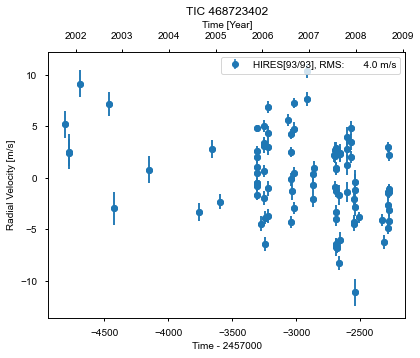 TIC 468723402
Time [Year]
2002 2003 2004 2005 2006 2007 2008 2009
HIRES[93/93], RMS: 4.0 m/s
10
5
0
−5
−10
Radial Velocity [m/s]
−4500 −4000 −3500 −3000 −2500
Time - 2457000